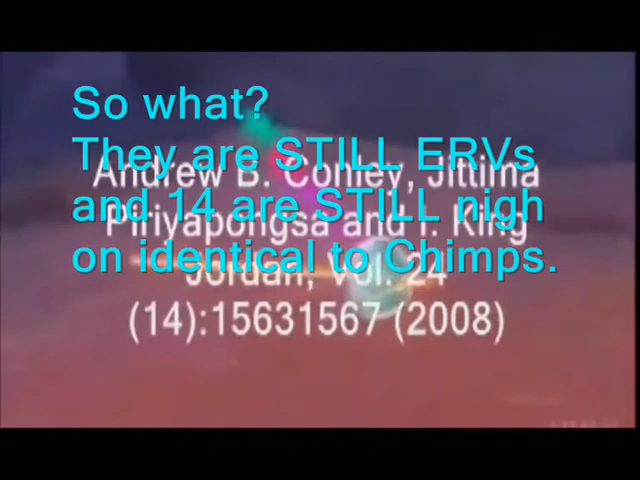 So what?
They are STILL ERVs
and 14 are STILL nigh
on identical to Chimps.
Andrew B. Conley, Jittima
Piriyapongsa and I. King
Jordan, Vol. 24
(14):15631567 (2008)